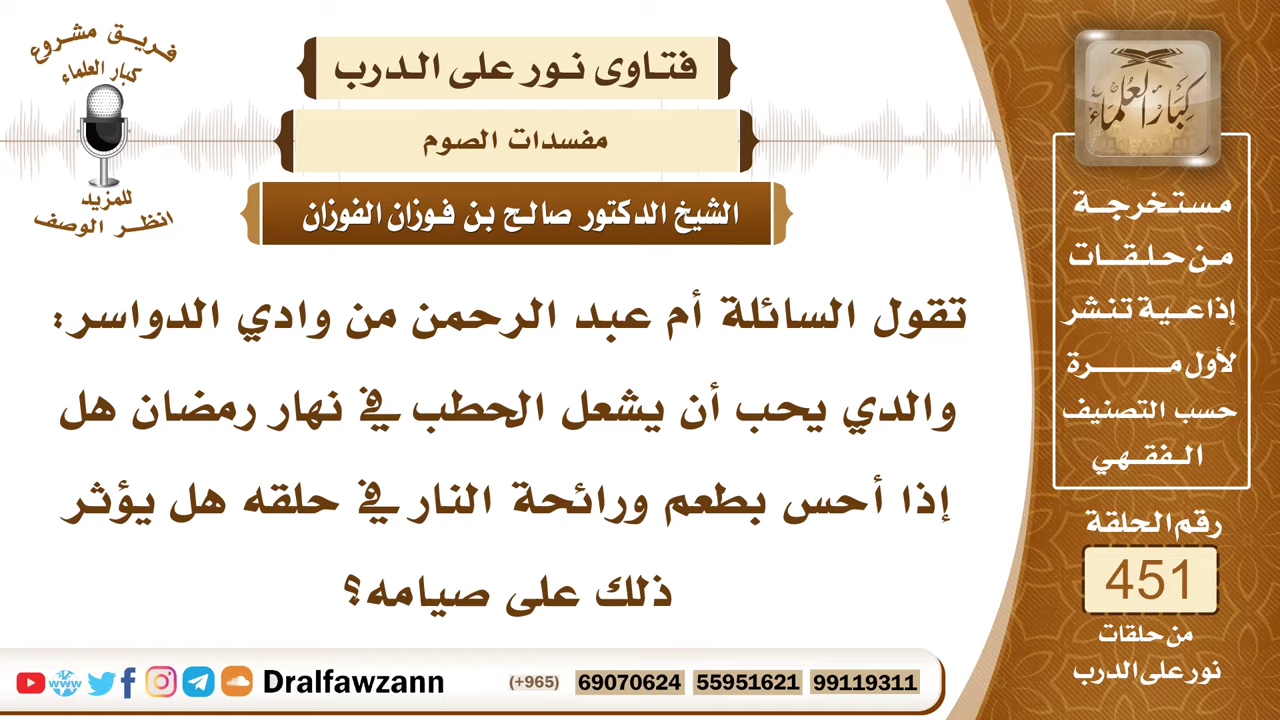 فريق مشروع
كبار العلماء
للمزيد
انظر الوصف
فتاوى نور على الدرب
مفسدات الصوم
الشيخ الدكتور صالح بن فوزان الفوزان
تقول السائلة أم عبد الرحمن من وادي الدواسر:
والدي يحب أن يشعل الحطب في نهار رمضان هل
إذا أحس بطعم ورائحة النار في حلقه هل يؤثر
ذلك على صيامه؟
كبار العلماء
مستخرجة
من حلقات
إذاعية تنشر
لأول مرة
حسب التصنيف
الفقهي
رقم الحلقة
451
من حلقات
نور على الدرب
www
Dralfawzann (+965) 69070624 55951621 99119311